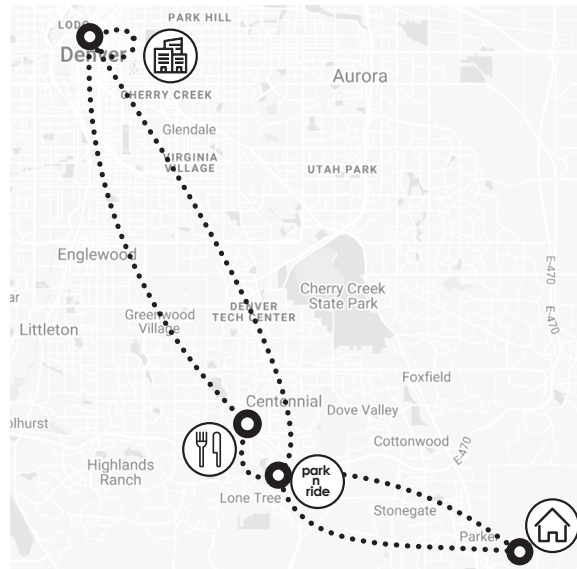 PARK HILL
LODO
Denver
CHERRY CREEK
Aurora
Glendale
VIRGINIA
VILLAGE
UTAH PARK
Englewood
E-470
Cherry Creek
State Park
ar
Greenwood
Village
DENVER
TECH CENTER
E-470
Littleton
Foxfield
Centennial
Dove Valley
olhurst
Cottonwood
E-470
Highlands
Ranch
park
n
ride
Lone Tree
Stonegate
Parker